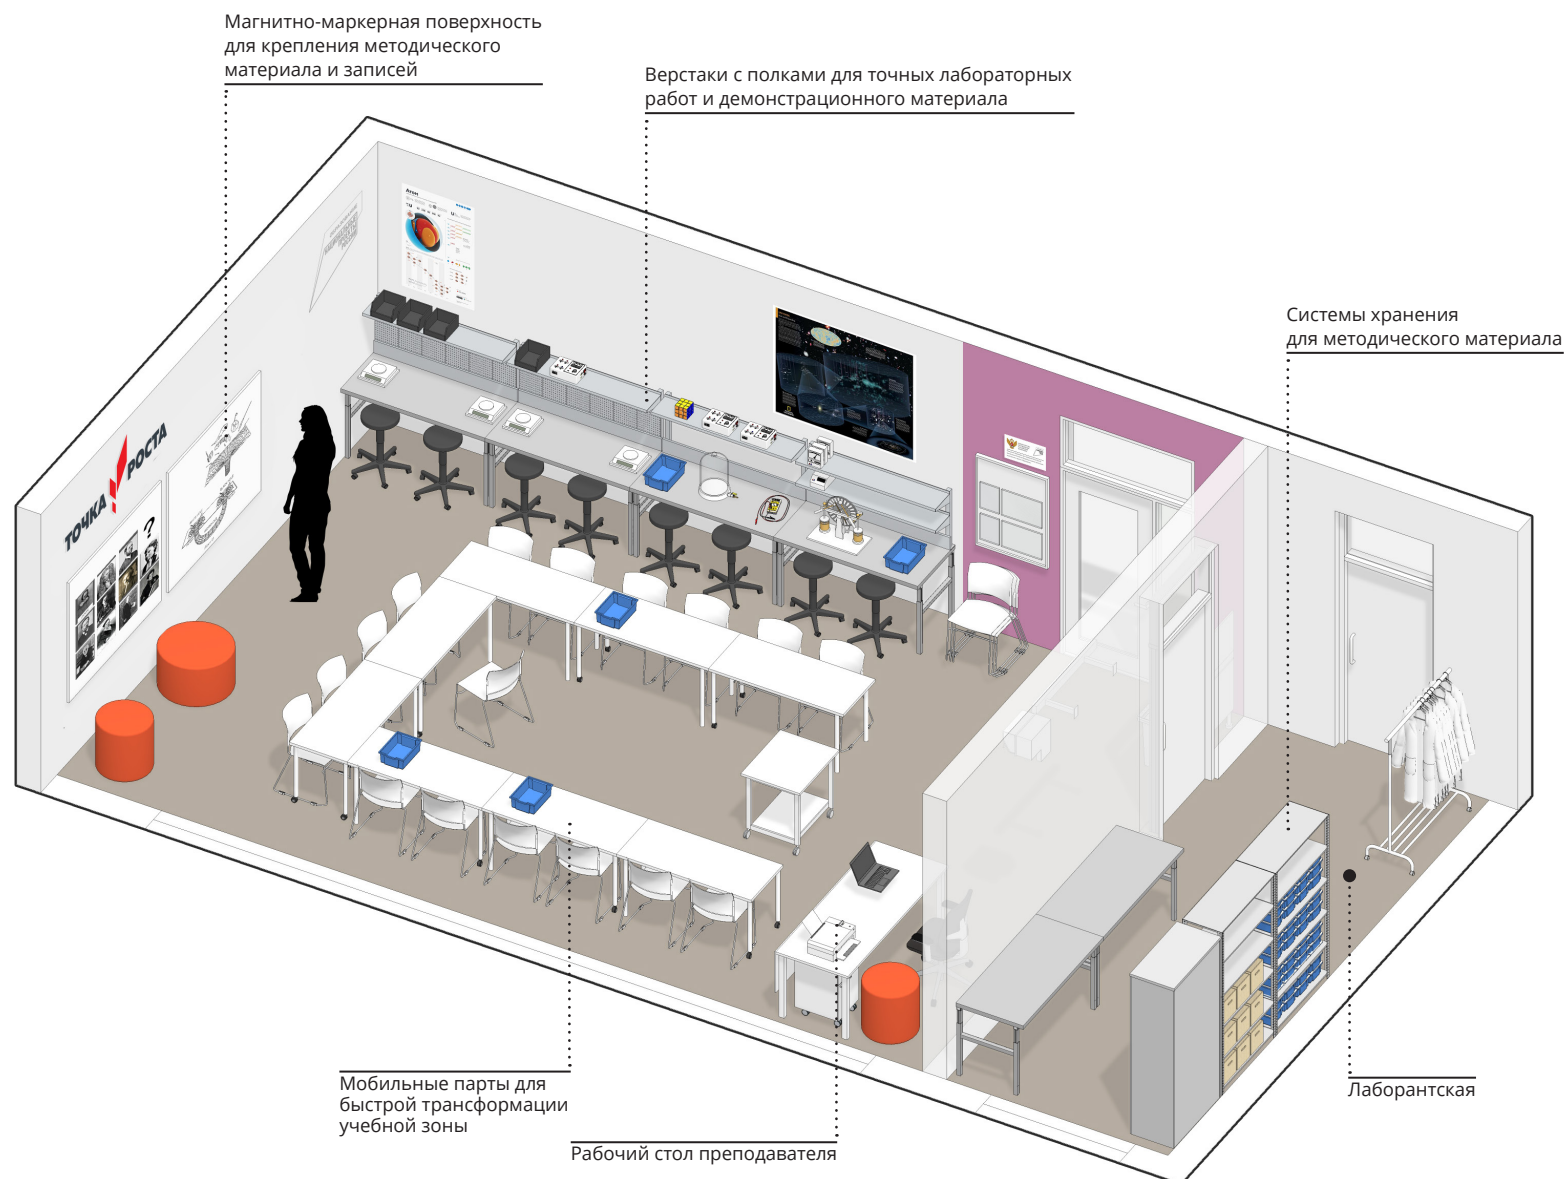 Магнитно-маркерная поверхность
для крепления методического
материала и записей
Верстаки с полками для точных лабораторных
работ и демонстрационного материала
Системы хранения
для методического материала
Атом
ТОЧКА РОСТА
?
Мобильные парты для
быстрой трансформации
учебной зоны
Рабочий стол преподавателя
Лаборантская